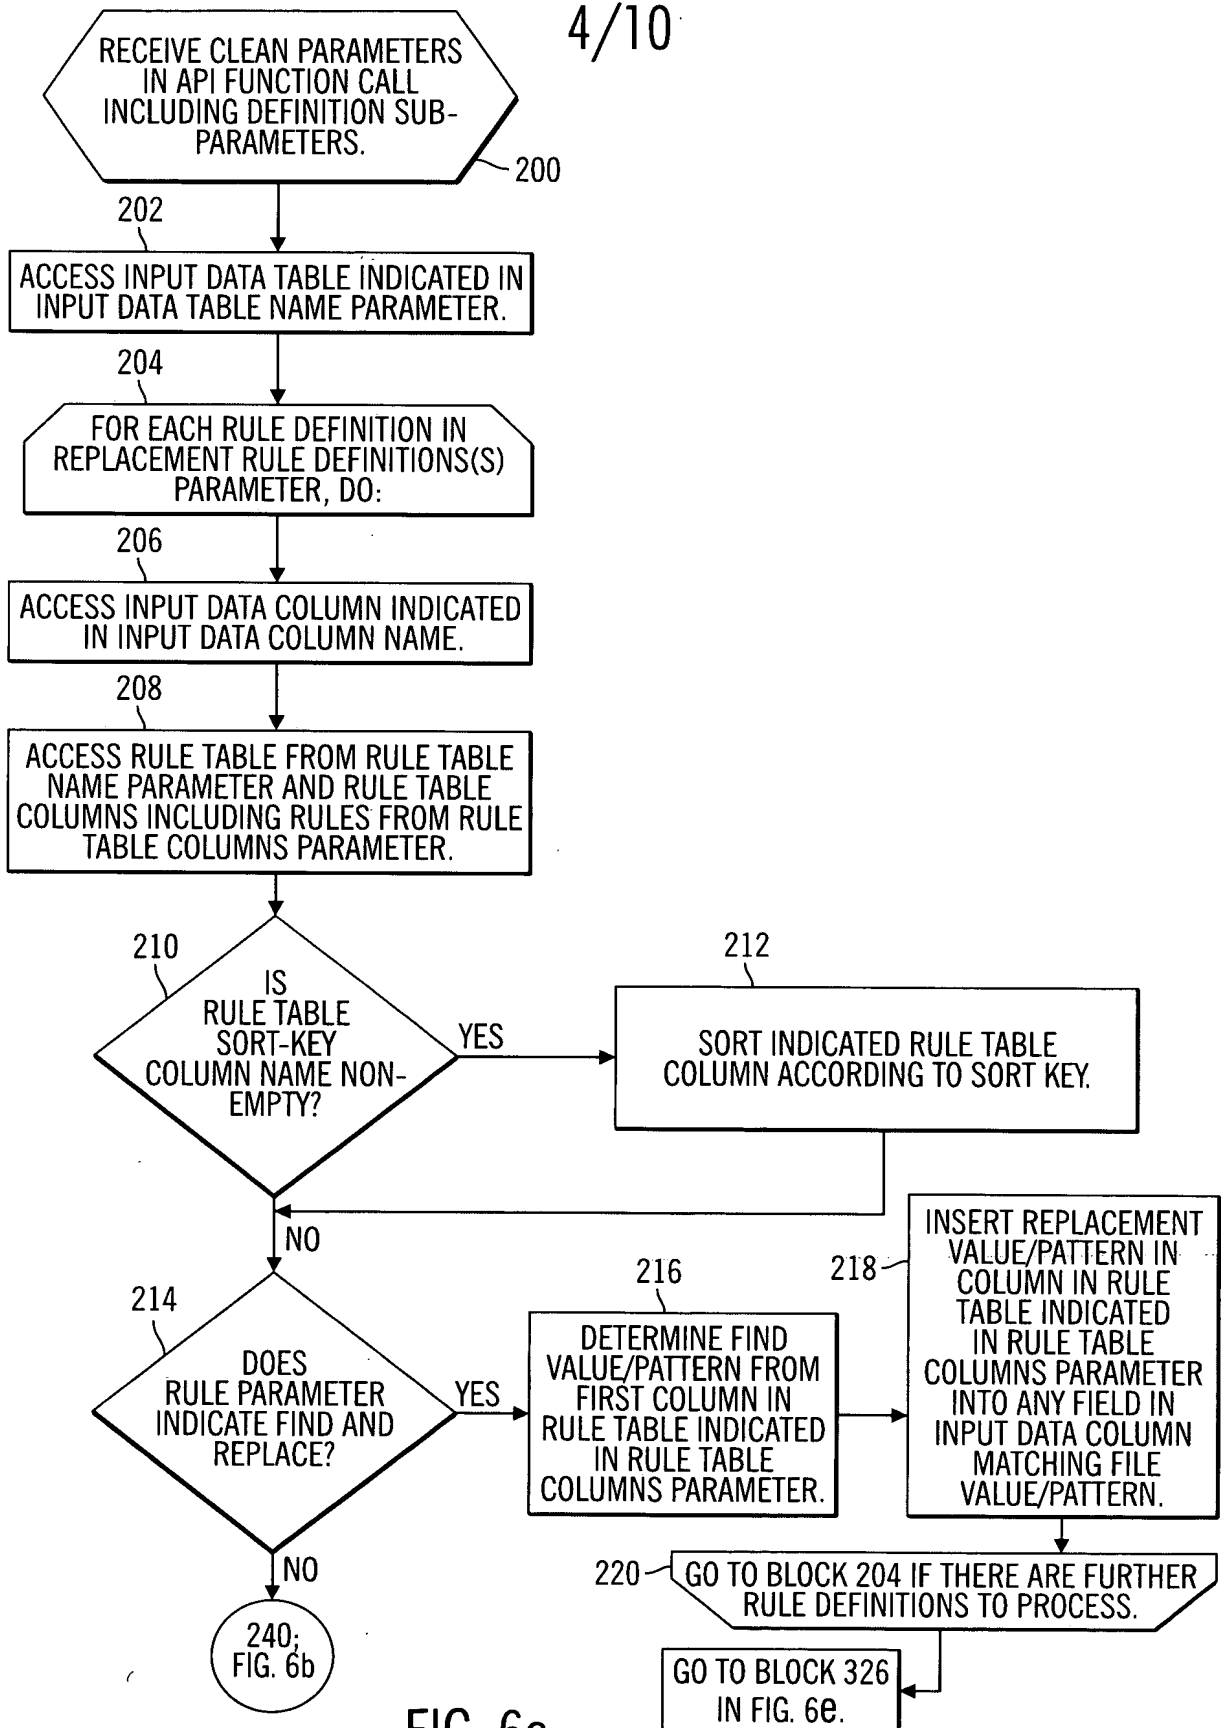 4/10
RECEIVE CLEAN PARAMETERS
IN API FUNCTION CALL
INCLUDING DEFINITION SUB-
PARAMETERS.
200
202
ACCESS INPUT DATA TABLE INDICATED IN
INPUT DATA TABLE NAME PARAMETER.
204
FOR EACH RULE DEFINITION IN
REPLACEMENT RULE DEFINITIONS(S)
PARAMETER, DO:
206
ACCESS INPUT DATA COLUMN INDICATED
IN INPUT DATA COLUMN NAME.
208
ACCESS RULE TABLE FROM RULE TABLE
NAME PARAMETER AND RULE TABLE
COLUMNS INCLUDING RULES FROM RULE
TABLE COLUMNS PARAMETER.
210
IS
RULE TABLE
SORT-KEY
COLUMN NAME NON-
EMPTY?
YES
212
SORT INDICATED RULE TABLE
COLUMN ACCORDING TO SORT KEY.
NO
214
DOES
RULE PARAMETER
INDICATE FIND AND
REPLACE?
YES
216
DETERMINE FIND
VALUE/PATTERN FROM
FIRST COLUMN IN
RULE TABLE INDICATED
IN RULE TABLE
COLUMNS PARAMETER.
218
INSERT REPLACEMENT
VALUE/PATTERN IN
COLUMN IN RULE
TABLE INDICATED
IN RULE TABLE
COLUMNS PARAMETER
INTO ANY FIELD IN
INPUT DATA COLUMN
MATCHING FILE
VALUE/PATTERN.
NO
240;
FIG. 6b
220
GO TO BLOCK 204 IF THERE ARE FURTHER
RULE DEFINITIONS TO PROCESS.
GO TO BLOCK 326
IN FIG. 6e.
FIG.